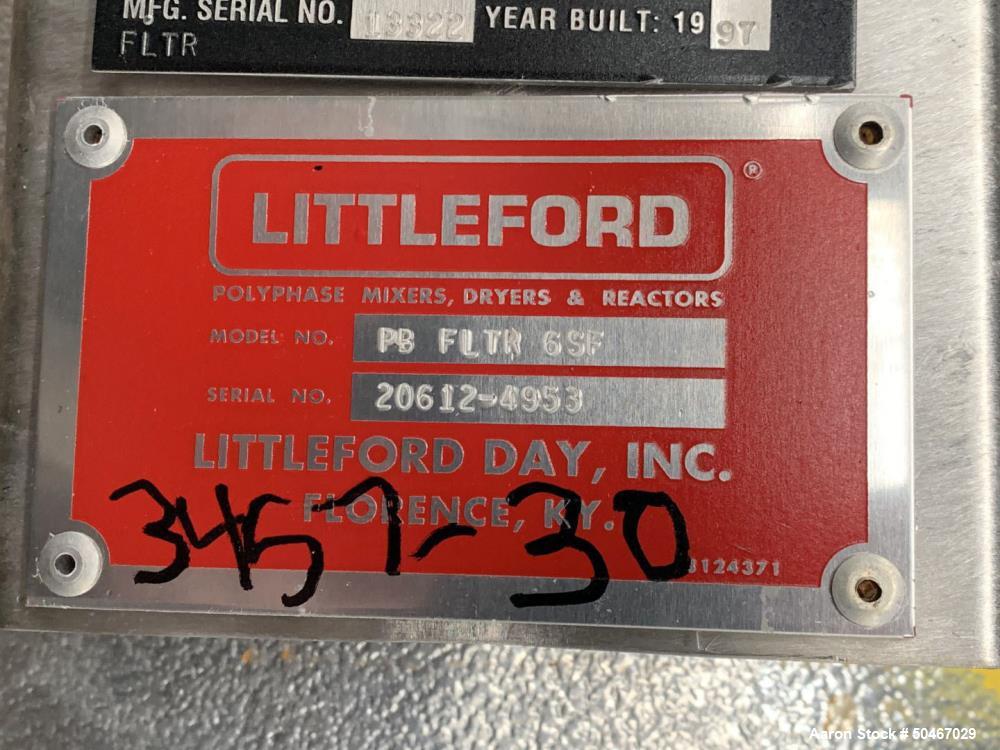 MFG. SERIAL NO. 13322 YEAR BUILT: 19 97
FLTR
LITTLEFORD ®
POLYPHASE MIXERS, DRYERS & REACTORS
MODEL NO. PB FLTR 6SF
SERIAL NO. 20612-4953
LITTLEFORD DAY, INC.
FLORENCE, KY.
3457-30
3124371
Aaron Stock # 50467029